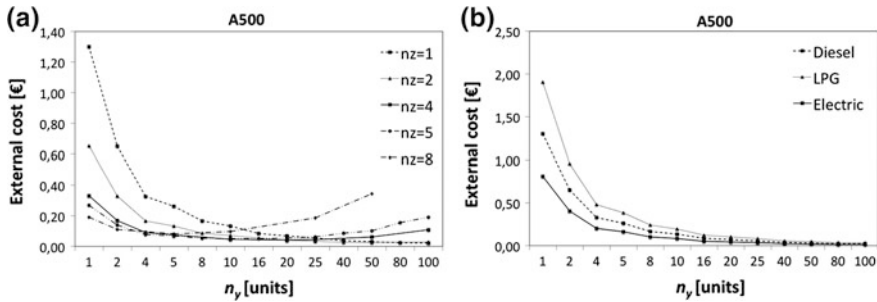 (a)
A500
External cost [€]
1,40
1,20
1,00
0,80
0,60
0,40
0,20
0,00
nz=1
nz=2
nz=4
nz=5
nz=8
1 2 4 5 8 10 16 20 25 40 50 80 100
ny [units]
(b)
A500
External cost [€]
2,50
2,00
1,50
1,00
0,50
0,00
Diesel
LPG
Electric
1 2 4 5 8 10 16 20 25 40 50 80 100
ny [units]